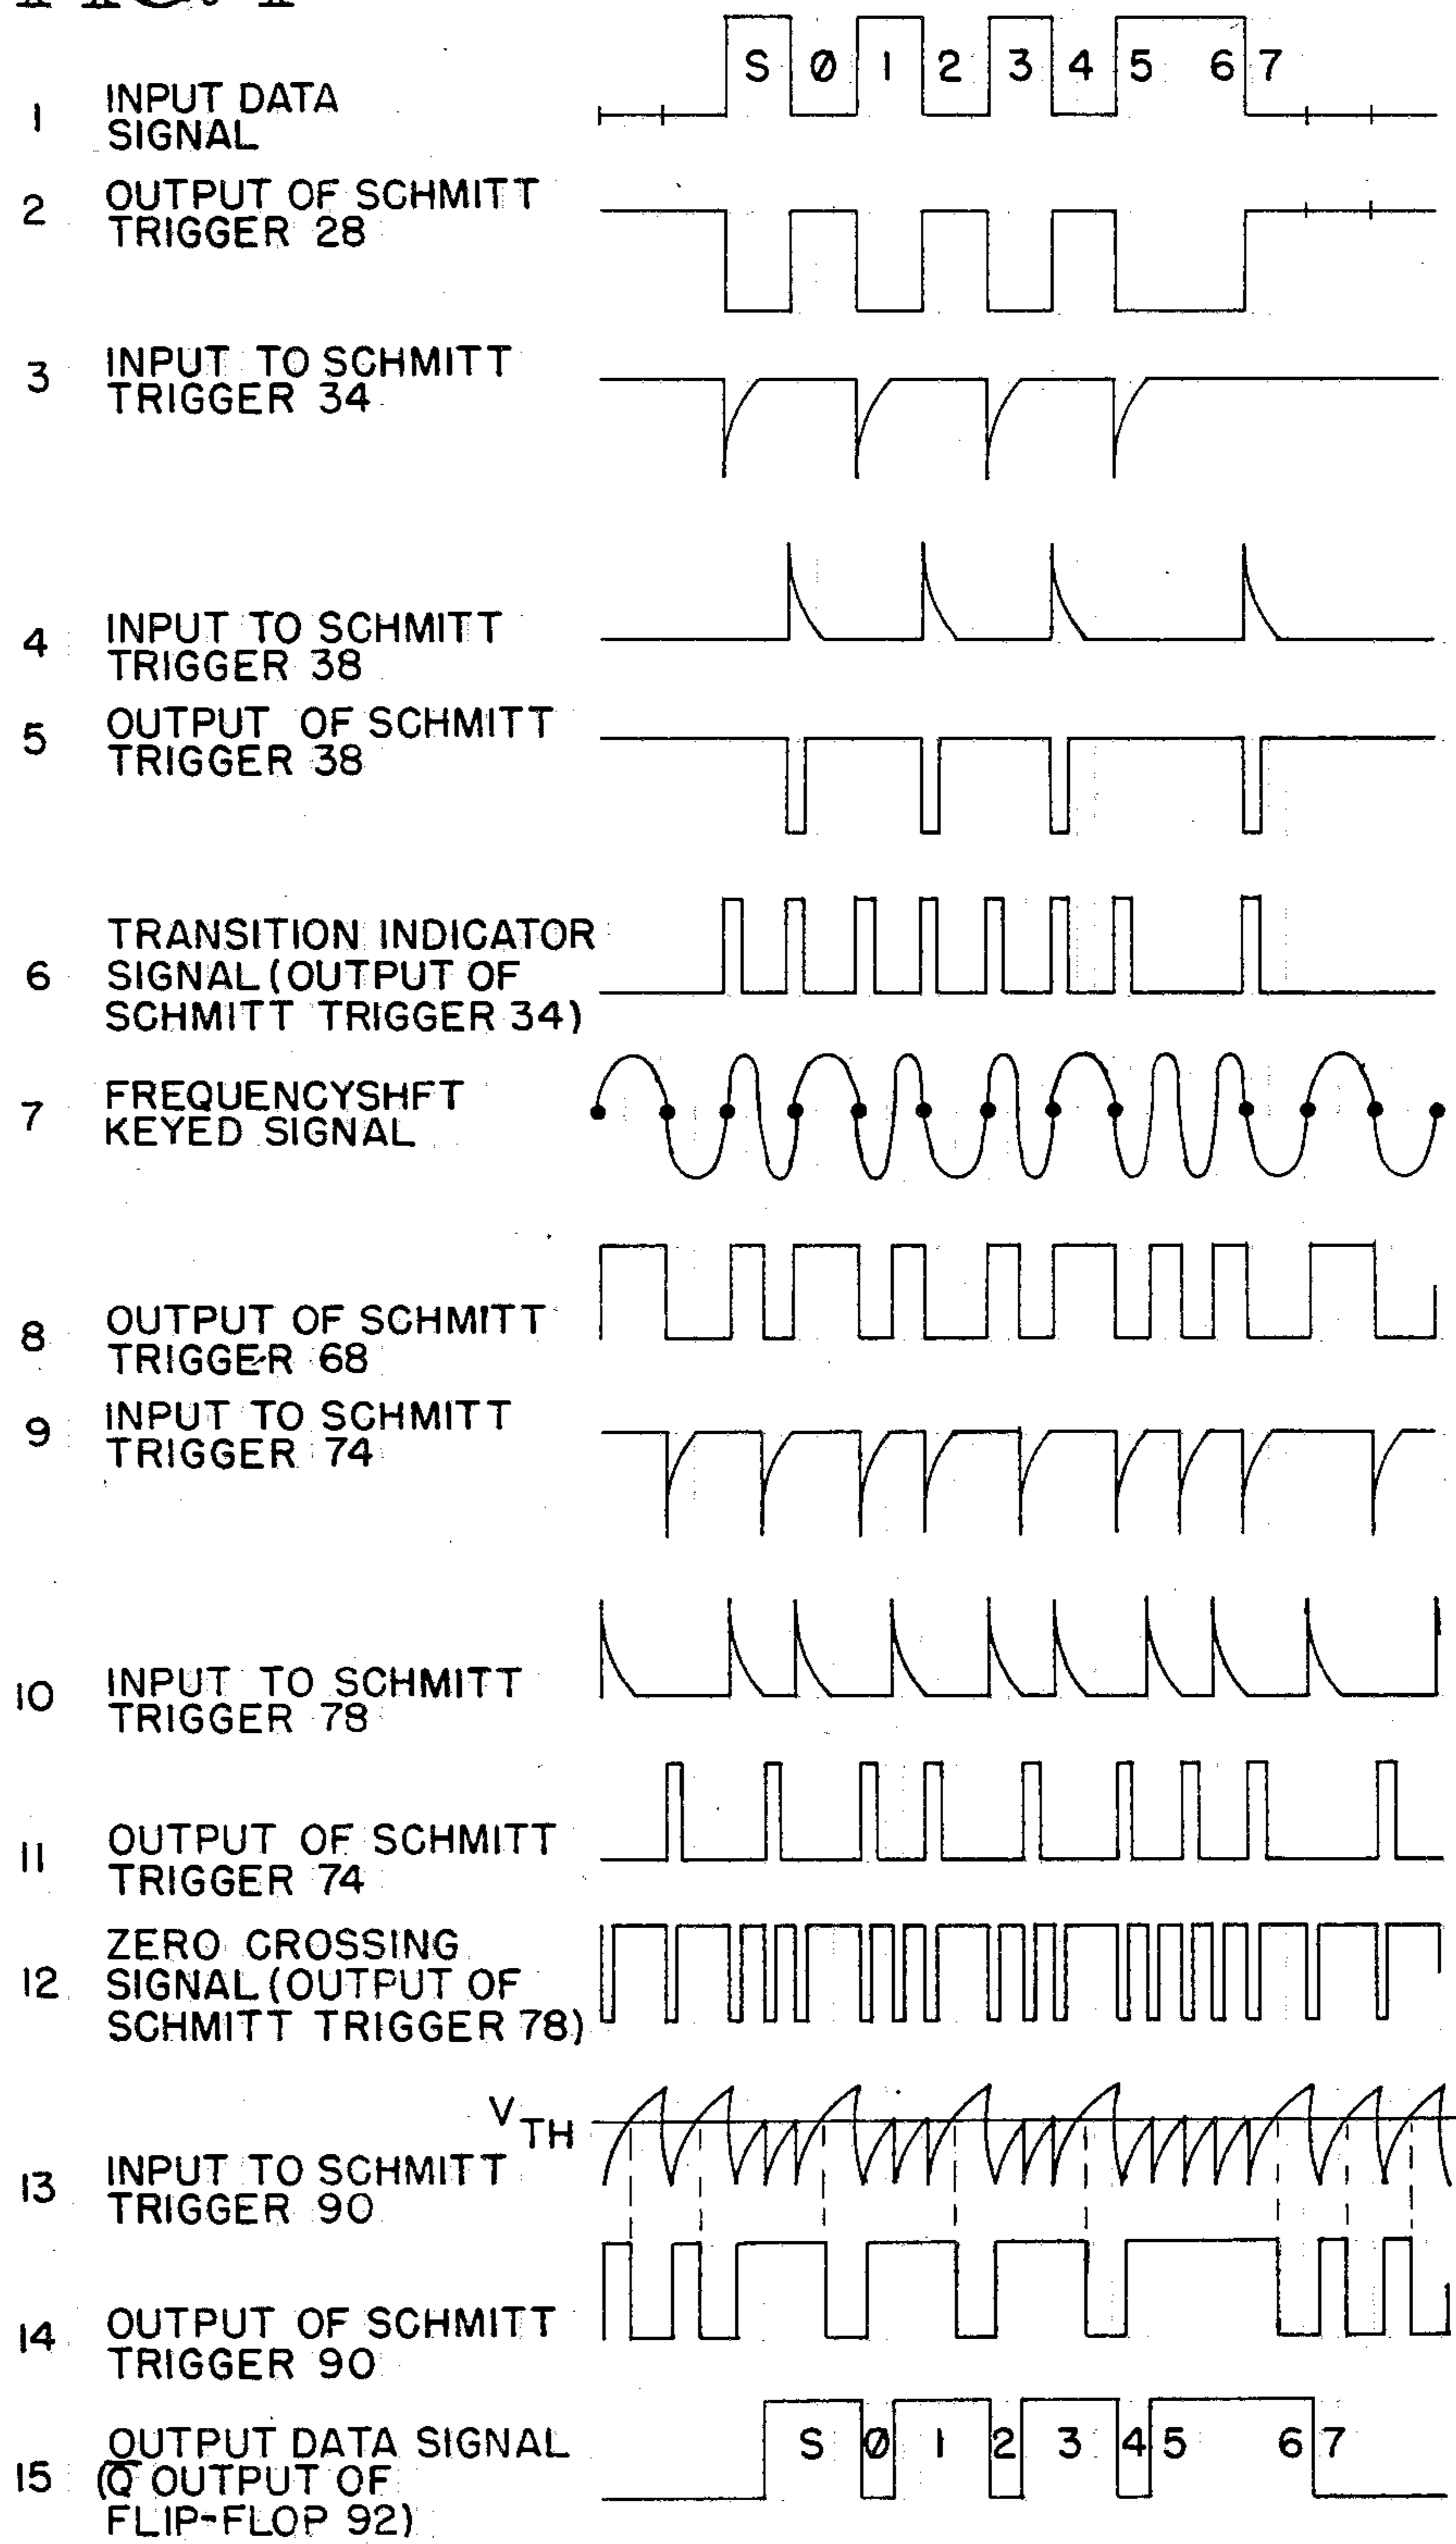 S 0 1 2 3 4 5 6 7
1 INPUT DATA
SIGNAL
2 OUTPUT OF SCHMITT
TRIGGER 28
3 INPUT TO SCHMITT
TRIGGER 34
4 INPUT TO SCHMITT
TRIGGER 38
5 OUTPUT OF SCHMITT
TRIGGER 38
TRANSITION INDICATOR
6 SIGNAL (OUTPUT OF
SCHMITT TRIGGER 34)
7 FREQUENCYSHFT
KEYED SIGNAL
8 OUTPUT OF SCHMITT
TRIGGER 68
9 INPUT TO SCHMITT
TRIGGER 74
10 INPUT TO SCHMITT
TRIGGER 78
11 OUTPUT OF SCHMITT
TRIGGER 74
ZERO CROSSING
12 SIGNAL (OUTPUT OF
SCHMITT TRIGGER 78)
VTH
13 INPUT TO SCHMITT
TRIGGER 90
14 OUTPUT OF SCHMITT
TRIGGER 90
OUTPUT DATA SIGNAL S 0 1 2 3 4 5 6 7
15 (Q̅ OUTPUT OF
FLIP-FLOP 92)